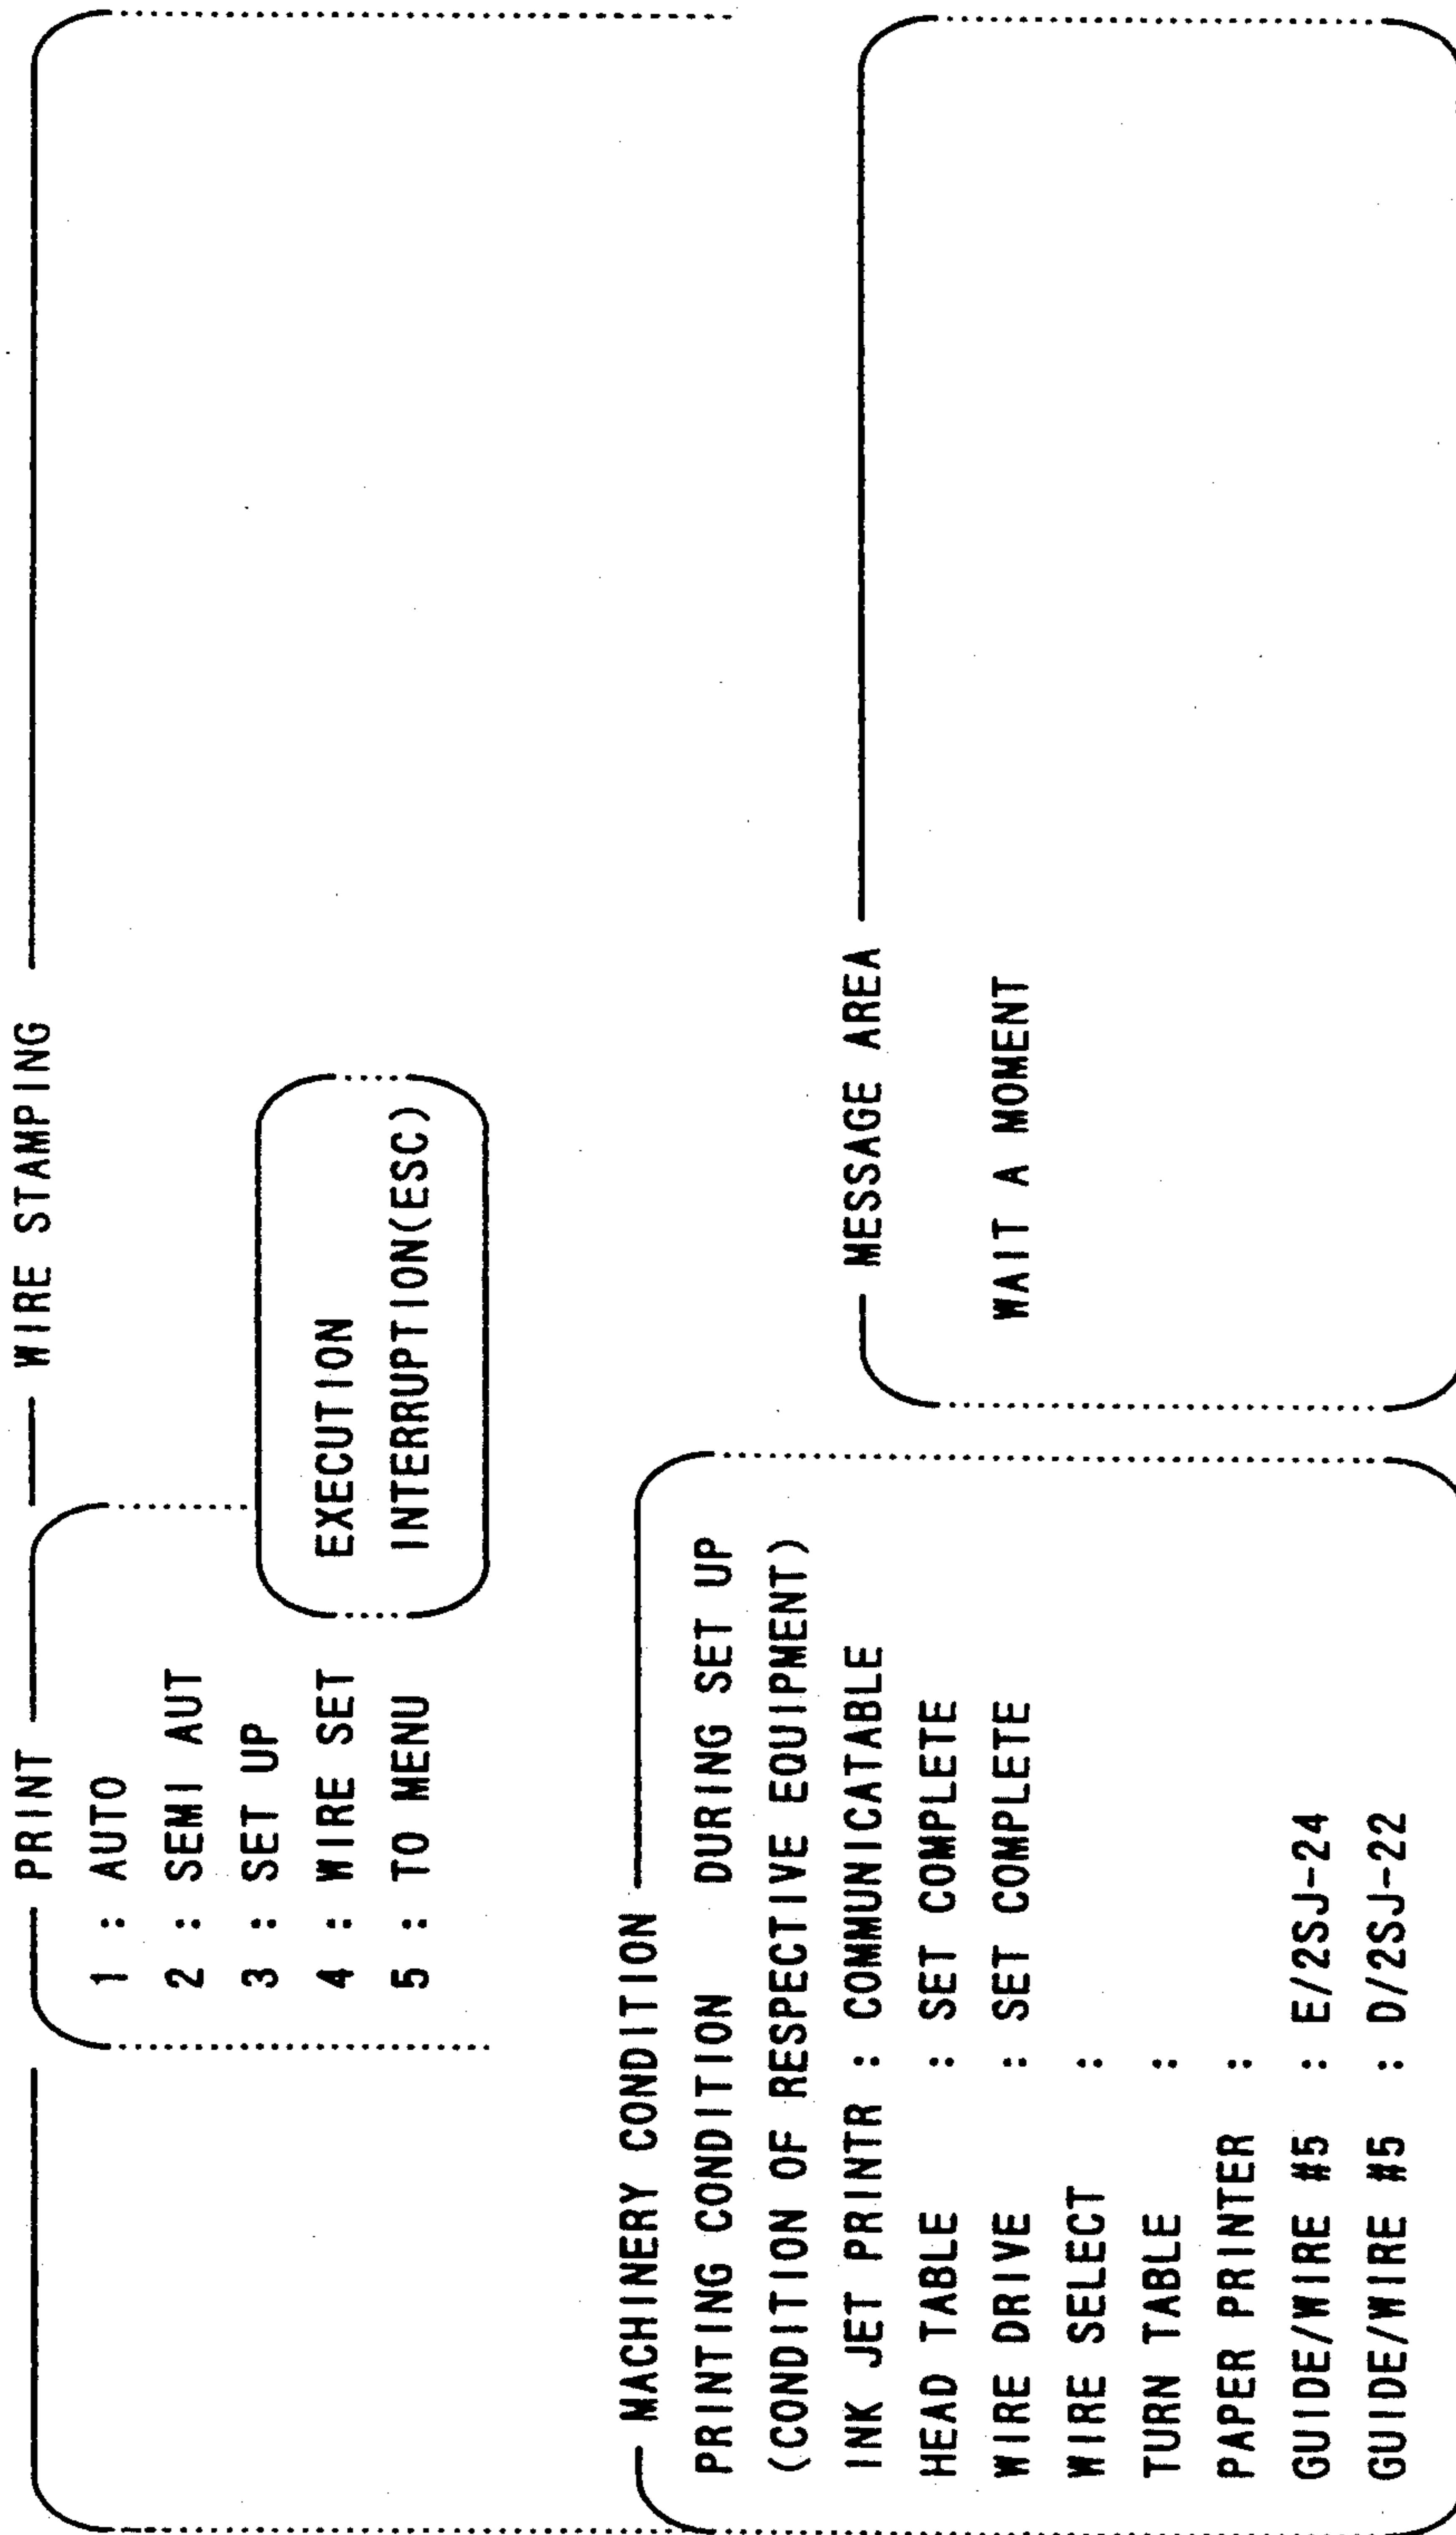 PRINT WIRE STAMPING
1 : AUTO
2 : SEMI AUT
3 : SET UP
4 : WIRE SET
5 : TO MENU
EXECUTION
INTERRUPTION(ESC)
MACHINERY CONDITION
PRINTING CONDITION DURING SET UP
(CONDITION OF RESPECTIVE EQUIPMENT)
INK JET PRINTR : COMMUNICATABLE
HEAD TABLE : SET COMPLETE
WIRE DRIVE : SET COMPLETE
WIRE SELECT :
TURN TABLE :
PAPER PRINTER :
GUIDE/WIRE #5 : E/2SJ-24
GUIDE/WIRE #5 : D/2SJ-22
MESSAGE AREA
WAIT A MOMENT